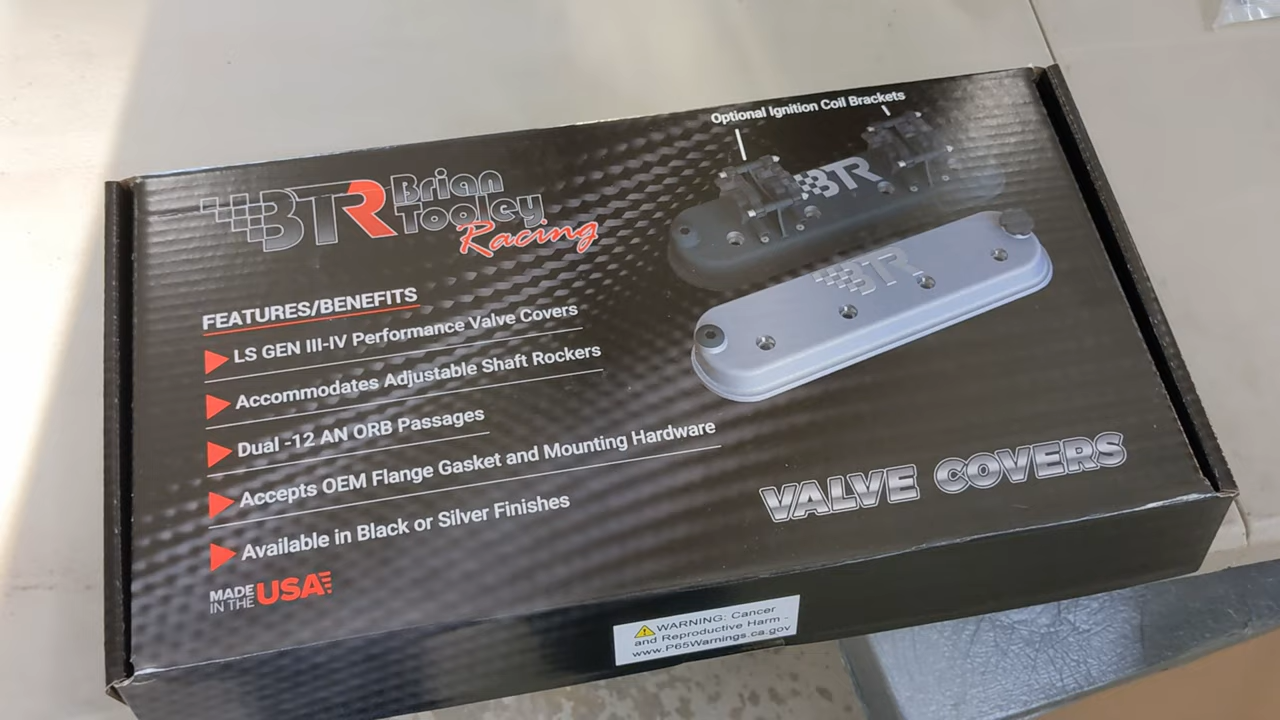 Optional Ignition Coil Brackets
BTR
BTR Brian
Tooley
Racing
BTR
FEATURES/BENEFITS
LS GEN III-IV Performance Valve Covers
Accommodates Adjustable Shaft Rockers
Dual -12 AN ORB Passages
Accepts OEM Flange Gasket and Mounting Hardware
Available in Black or Silver Finishes
VALVE COVERS
MADE
IN THE USA
WARNING: Cancer
and Reproductive Harm -
www.P65Warnings.ca.gov